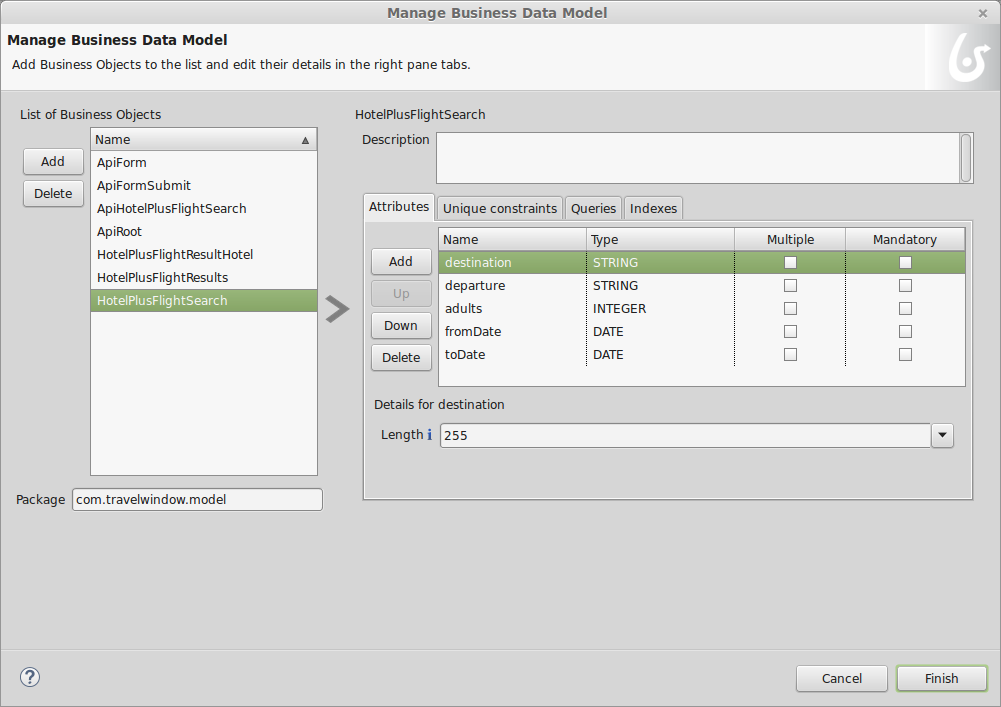 Manage Business Data Model
Manage Business Data Model
Add Business Objects to the list and edit their details in the right pane tabs.
List of Business Objects
Add
Delete
Name
ApiForm
ApiFormSubmit
ApiHotelPlusFlightSearch
ApiRoot
HotelPlusFlightResultHotel
HotelPlusFlightResults
HotelPlusFlightSearch
Package com.travelwindow.model
HotelPlusFlightSearch
Description
Attributes Unique constraints Queries Indexes
Add
Up
Down
Delete
Name Type Multiple Mandatory
destination STRING
departure STRING
adults INTEGER
fromDate DATE
toDate DATE
Details for destination
Length i 255
? Cancel Finish